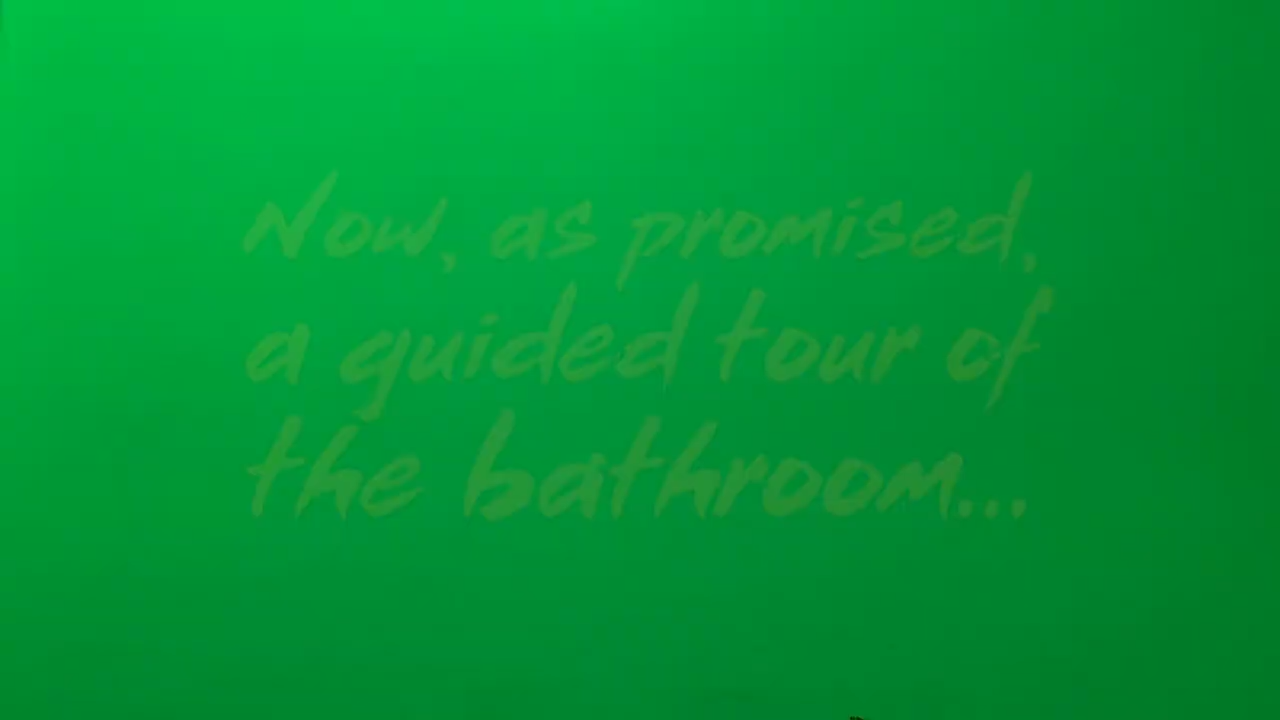 Now, as promised,
a guided tour of
the bathroom...